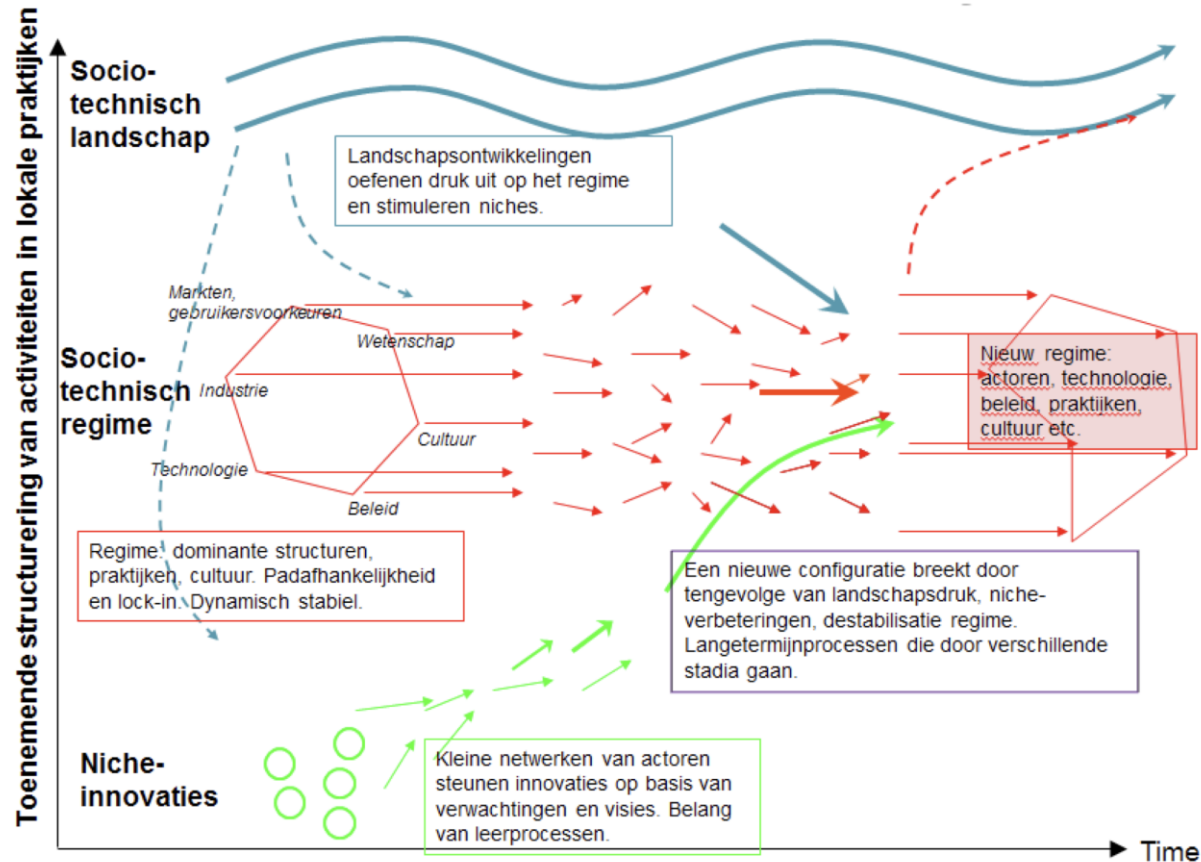 Toenemende structurering van activiteiten in lokale praktijken
Socio-
technisch
landschap
Landschapsontwikkelingen
oefenen druk uit op het regime
en stimuleren niches.
Markten,
gebruikersvoorkeuren
Wetenschap
Socio-
technisch
regime
Industrie
Cultuur
Technologie
Beleid
Nieuw regime:
actoren, technologie,
beleid, praktijken,
cultuur etc.
Regime: dominante structuren,
praktijken, cultuur. Padafhankelijkheid
en lock-in. Dynamisch stabiel.
Een nieuwe configuratie breekt door
tengevolge van landschapsdruk, niche-
verbeteringen, destabilisatie regime.
Langetermijnprocessen die door verschillende
stadia gaan.
Niche-
innovaties
Kleine netwerken van actoren
steunen innovaties op basis van
verwachtingen en visies. Belang
van leerprocessen.
Time